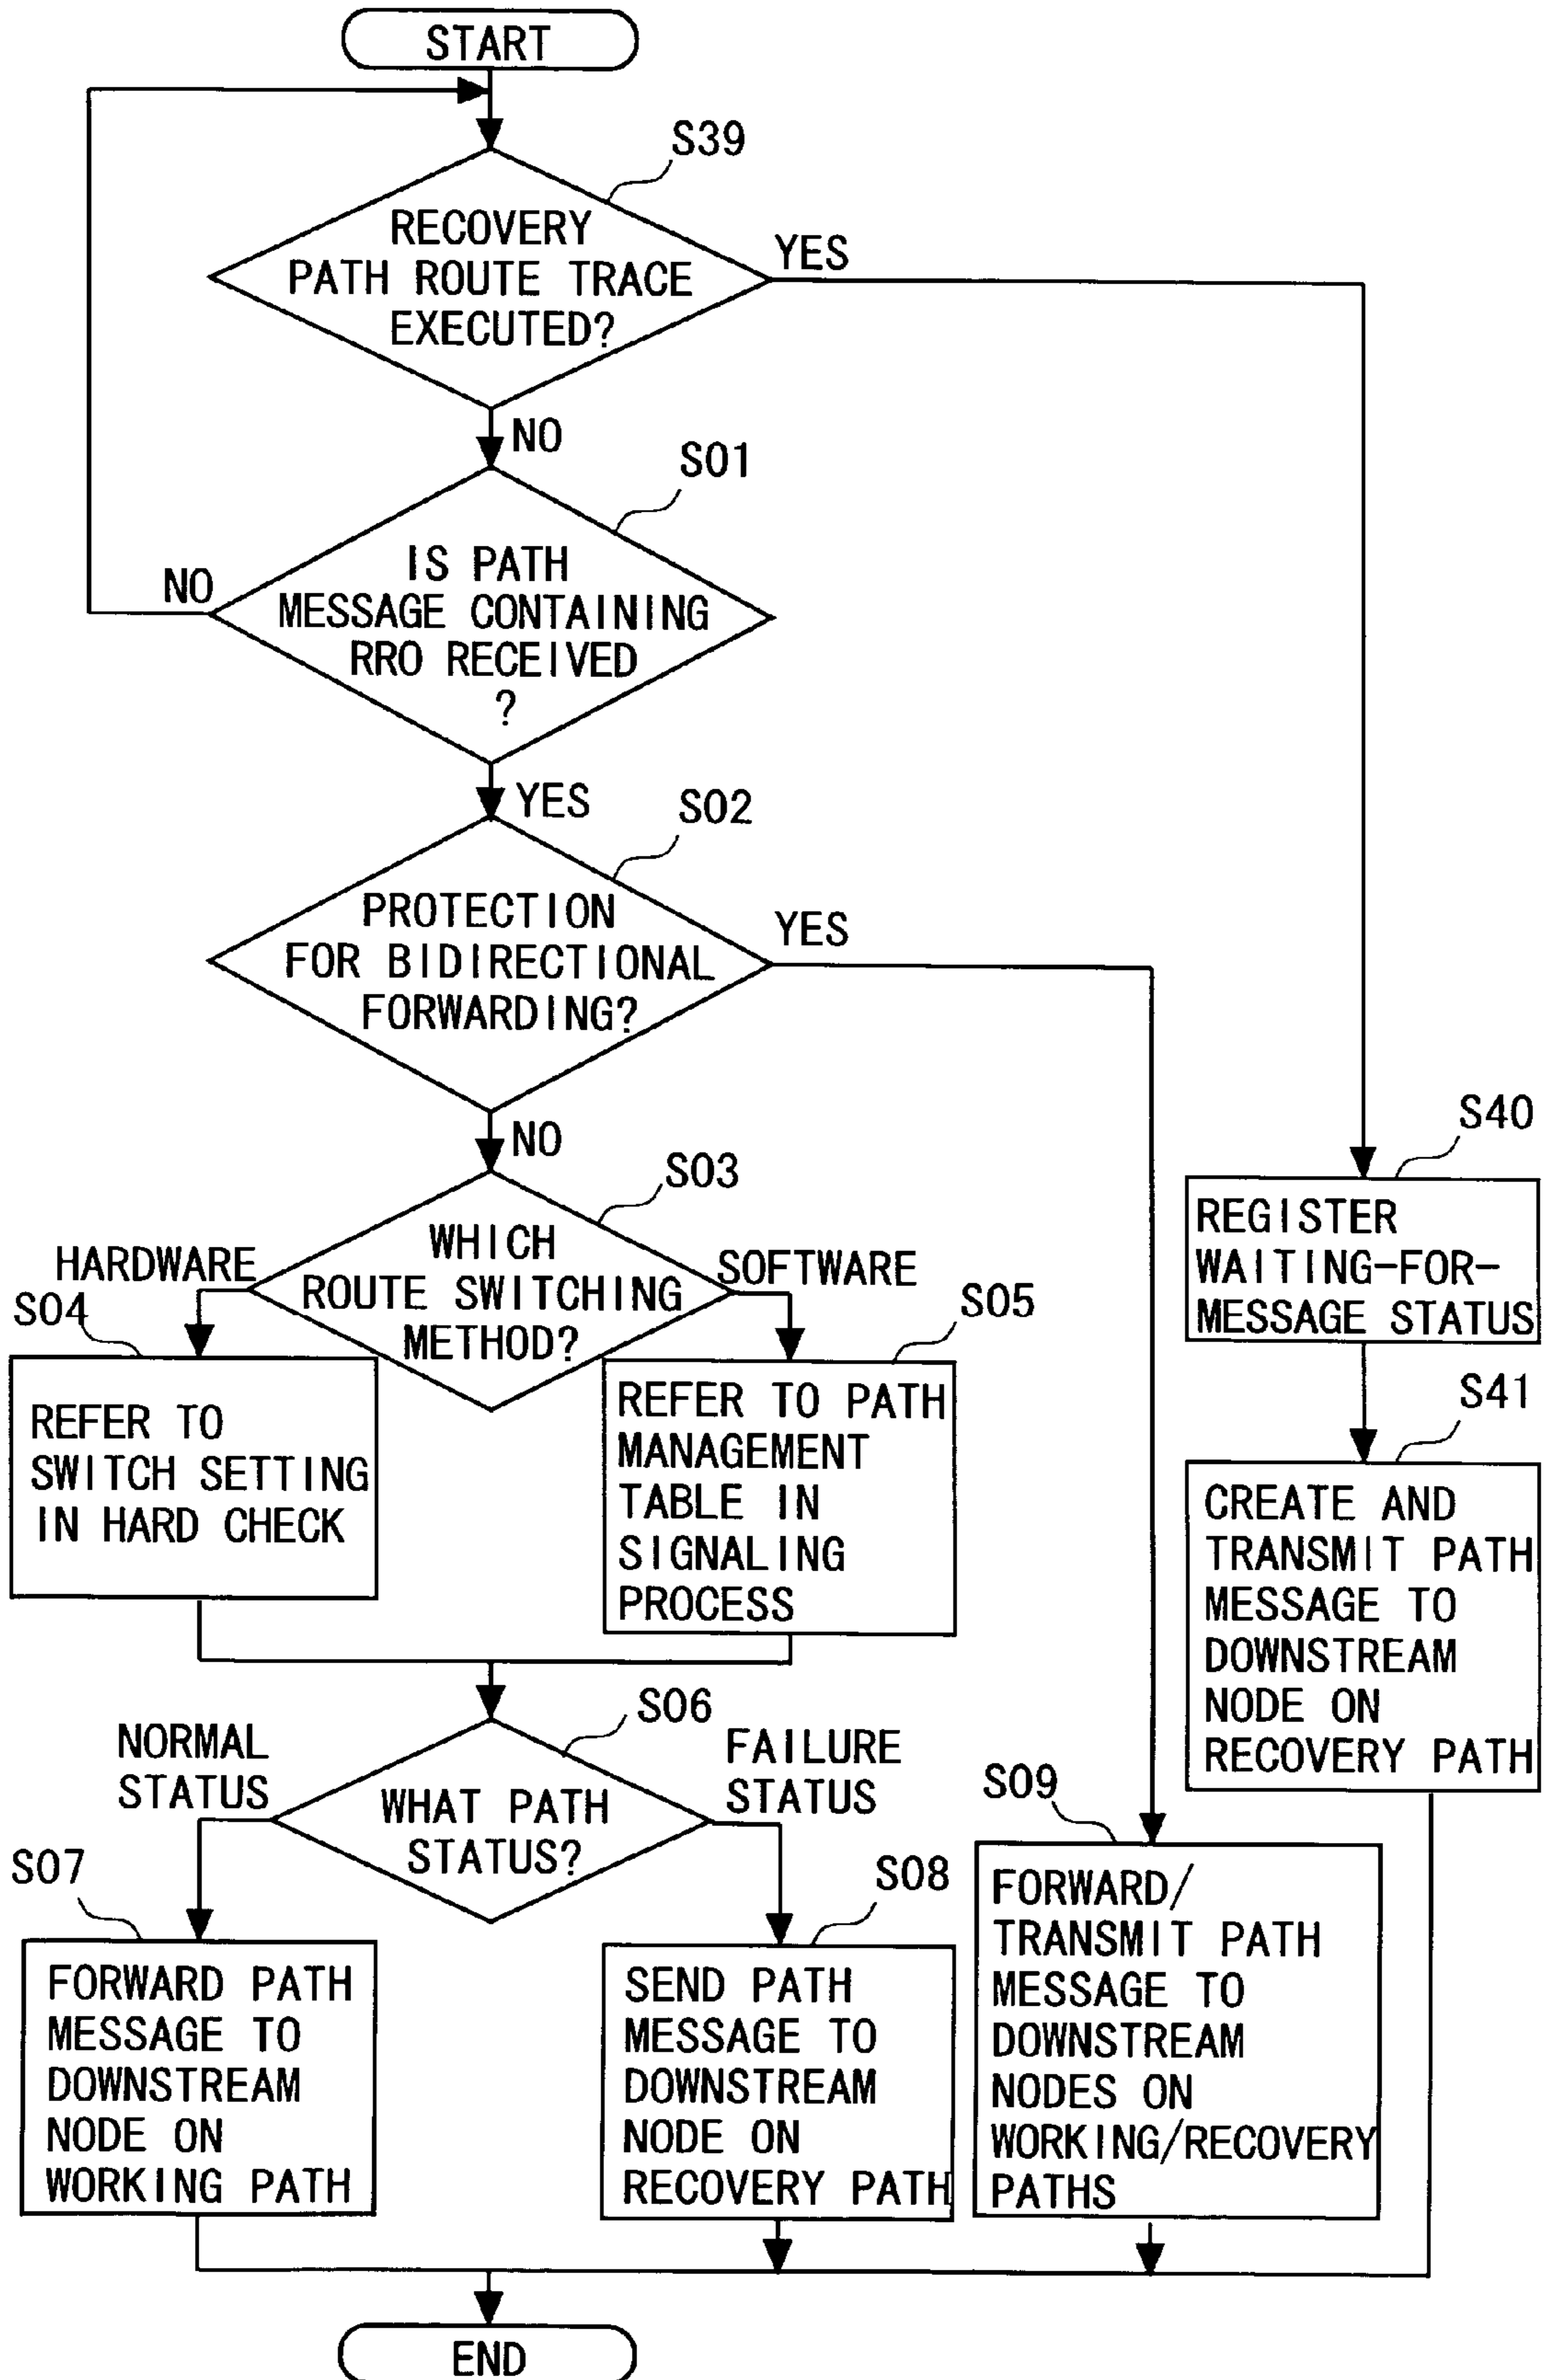 START
S39
RECOVERY
PATH ROUTE TRACE
EXECUTED?
YES
NO
S01
IS PATH
MESSAGE CONTAINING
RRO RECEIVED
?
NO
YES
S02
PROTECTION
FOR BIDIRECTIONAL
FORWARDING?
YES
NO
S03
WHICH
ROUTE SWITCHING
METHOD?
HARDWARE
SOFTWARE
S04
REFER TO
SWITCH SETTING
IN HARD CHECK
S05
REFER TO PATH
MANAGEMENT
TABLE IN
SIGNALING
PROCESS
S40
REGISTER
WAITING-FOR-
MESSAGE STATUS
S41
CREATE AND
TRANSMIT PATH
MESSAGE TO
DOWNSTREAM
NODE ON
RECOVERY PATH
S06
WHAT PATH
STATUS?
NORMAL
STATUS
FAILURE
STATUS
S07
FORWARD PATH
MESSAGE TO
DOWNSTREAM
NODE ON
WORKING PATH
S08
SEND PATH
MESSAGE TO
DOWNSTREAM
NODE ON
RECOVERY PATH
S09
FORWARD/
TRANSMIT PATH
MESSAGE TO
DOWNSTREAM
NODES ON
WORKING/RECOVERY
PATHS
END